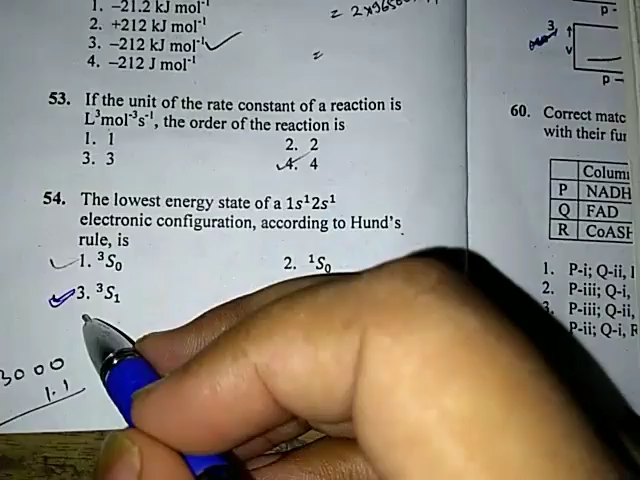 1. -21.2 kJ mol⁻¹
2. +212 kJ mol⁻¹
3. -212 kJ mol⁻¹
4. -212 J mol⁻¹
=
53. If the unit of the rate constant of a reaction is
L³mol⁻³s⁻¹, the order of the reaction is
1. 1 2. 2
3. 3 4. 4
54. The lowest energy state of a 1s¹2s¹
electronic configuration, according to Hund's
rule, is
1. ³S₀ 2. ¹S₀
3. ³S₁
3000
1.1
P
3.
V
P
60. Correct matc
with their fur
Colum
P NADH
Q FAD
R CoASH
1. P-i; Q-ii, 
2. P-iii; Q-i,
3. P-iii; Q-ii,
P-ii; Q-i, R